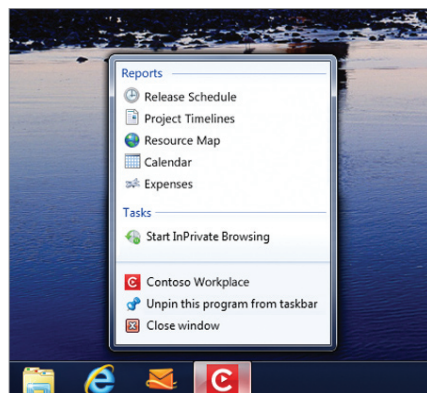 Reports
Release Schedule
Project Timelines
Resource Map
Calendar
Expenses
Tasks
Start InPrivate Browsing
Contoso Workplace
Unpin this program from taskbar
Close window